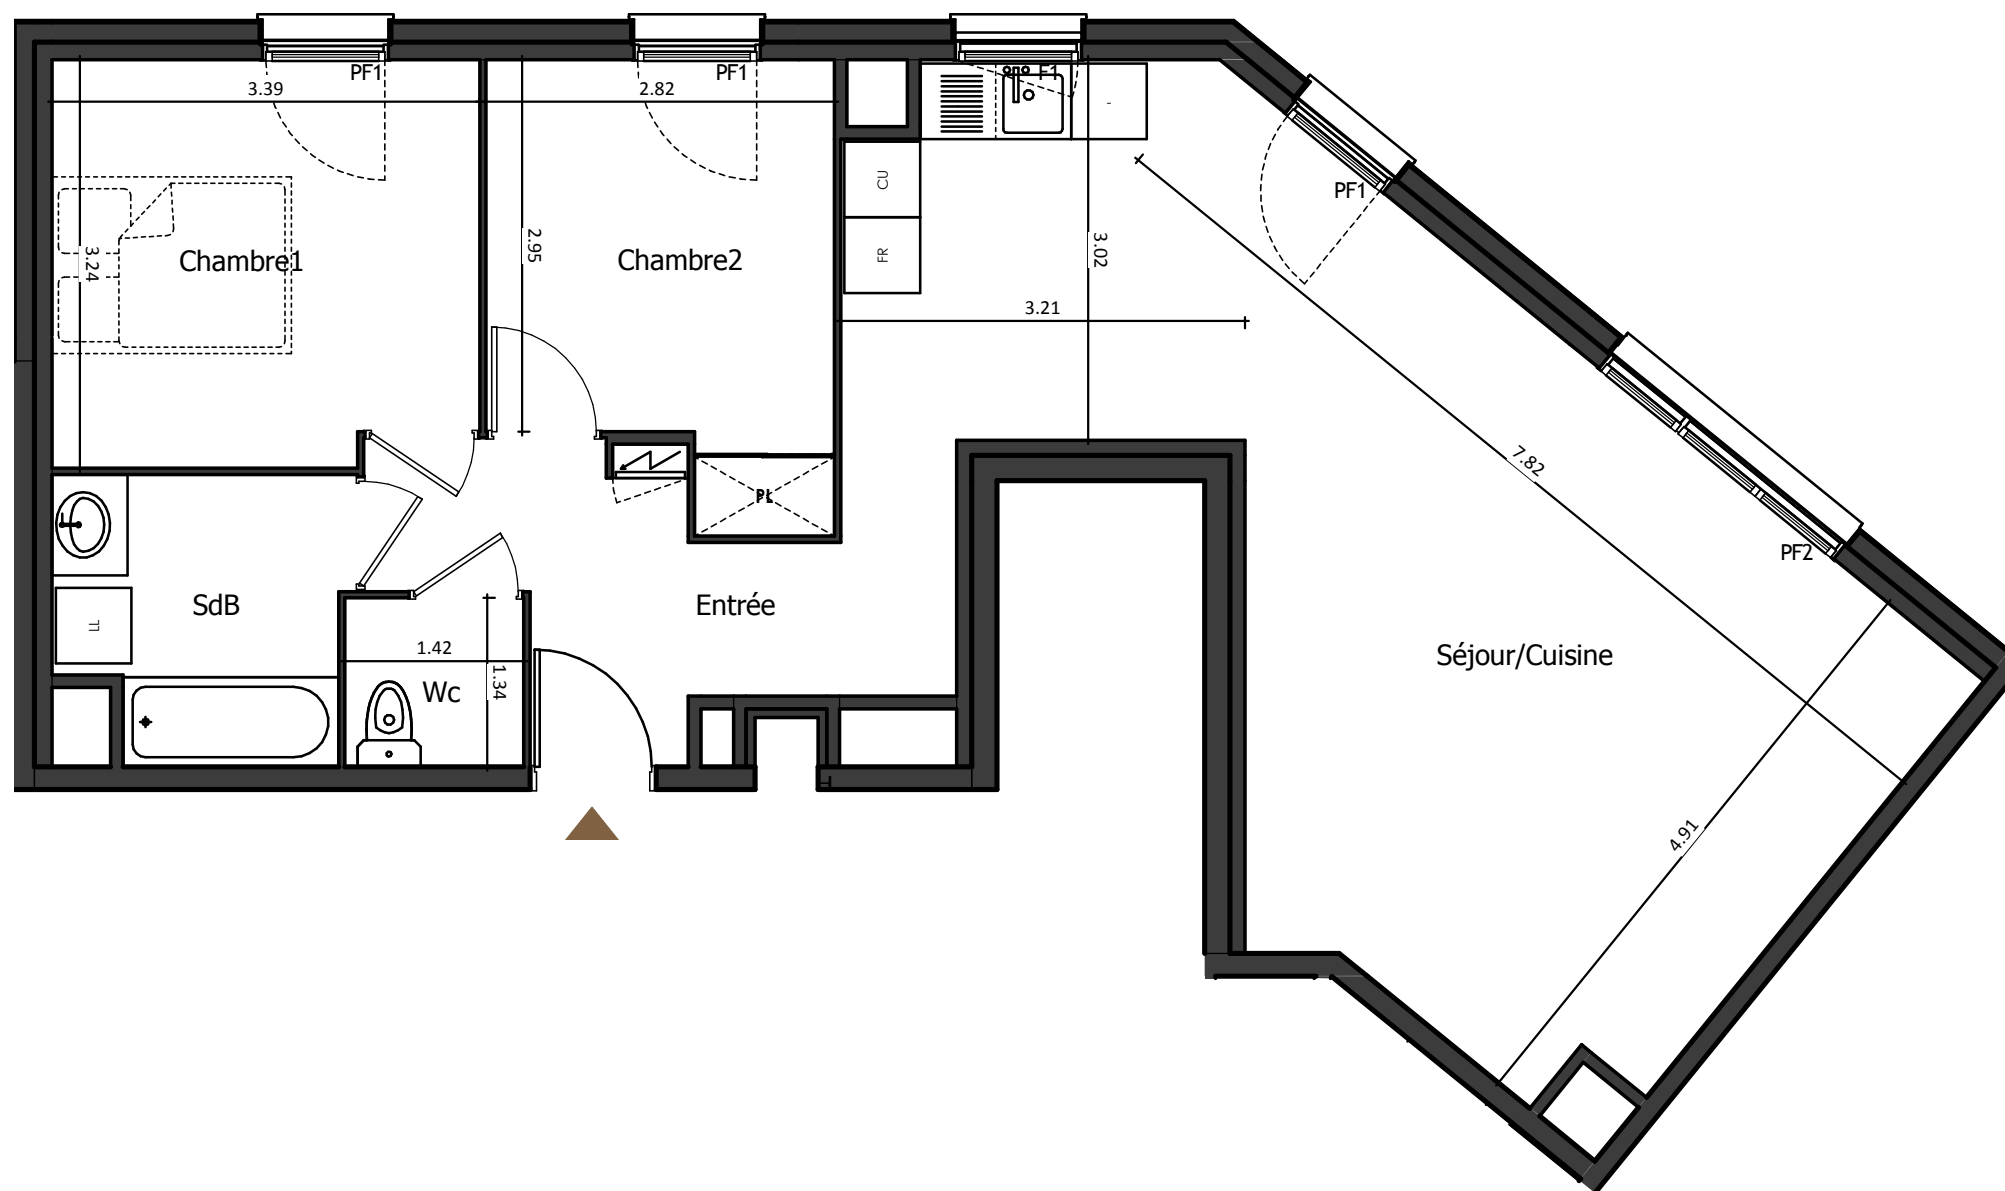 PF1
PF1
F1
3.39
2.82
CU
PF1
FR
3.24
Chambre1
2.95
Chambre2
3.02
3.21
7.82
PL
PF2
SdB
LL
Entrée
1.42
1.34
Wc
Séjour/Cuisine
4.91